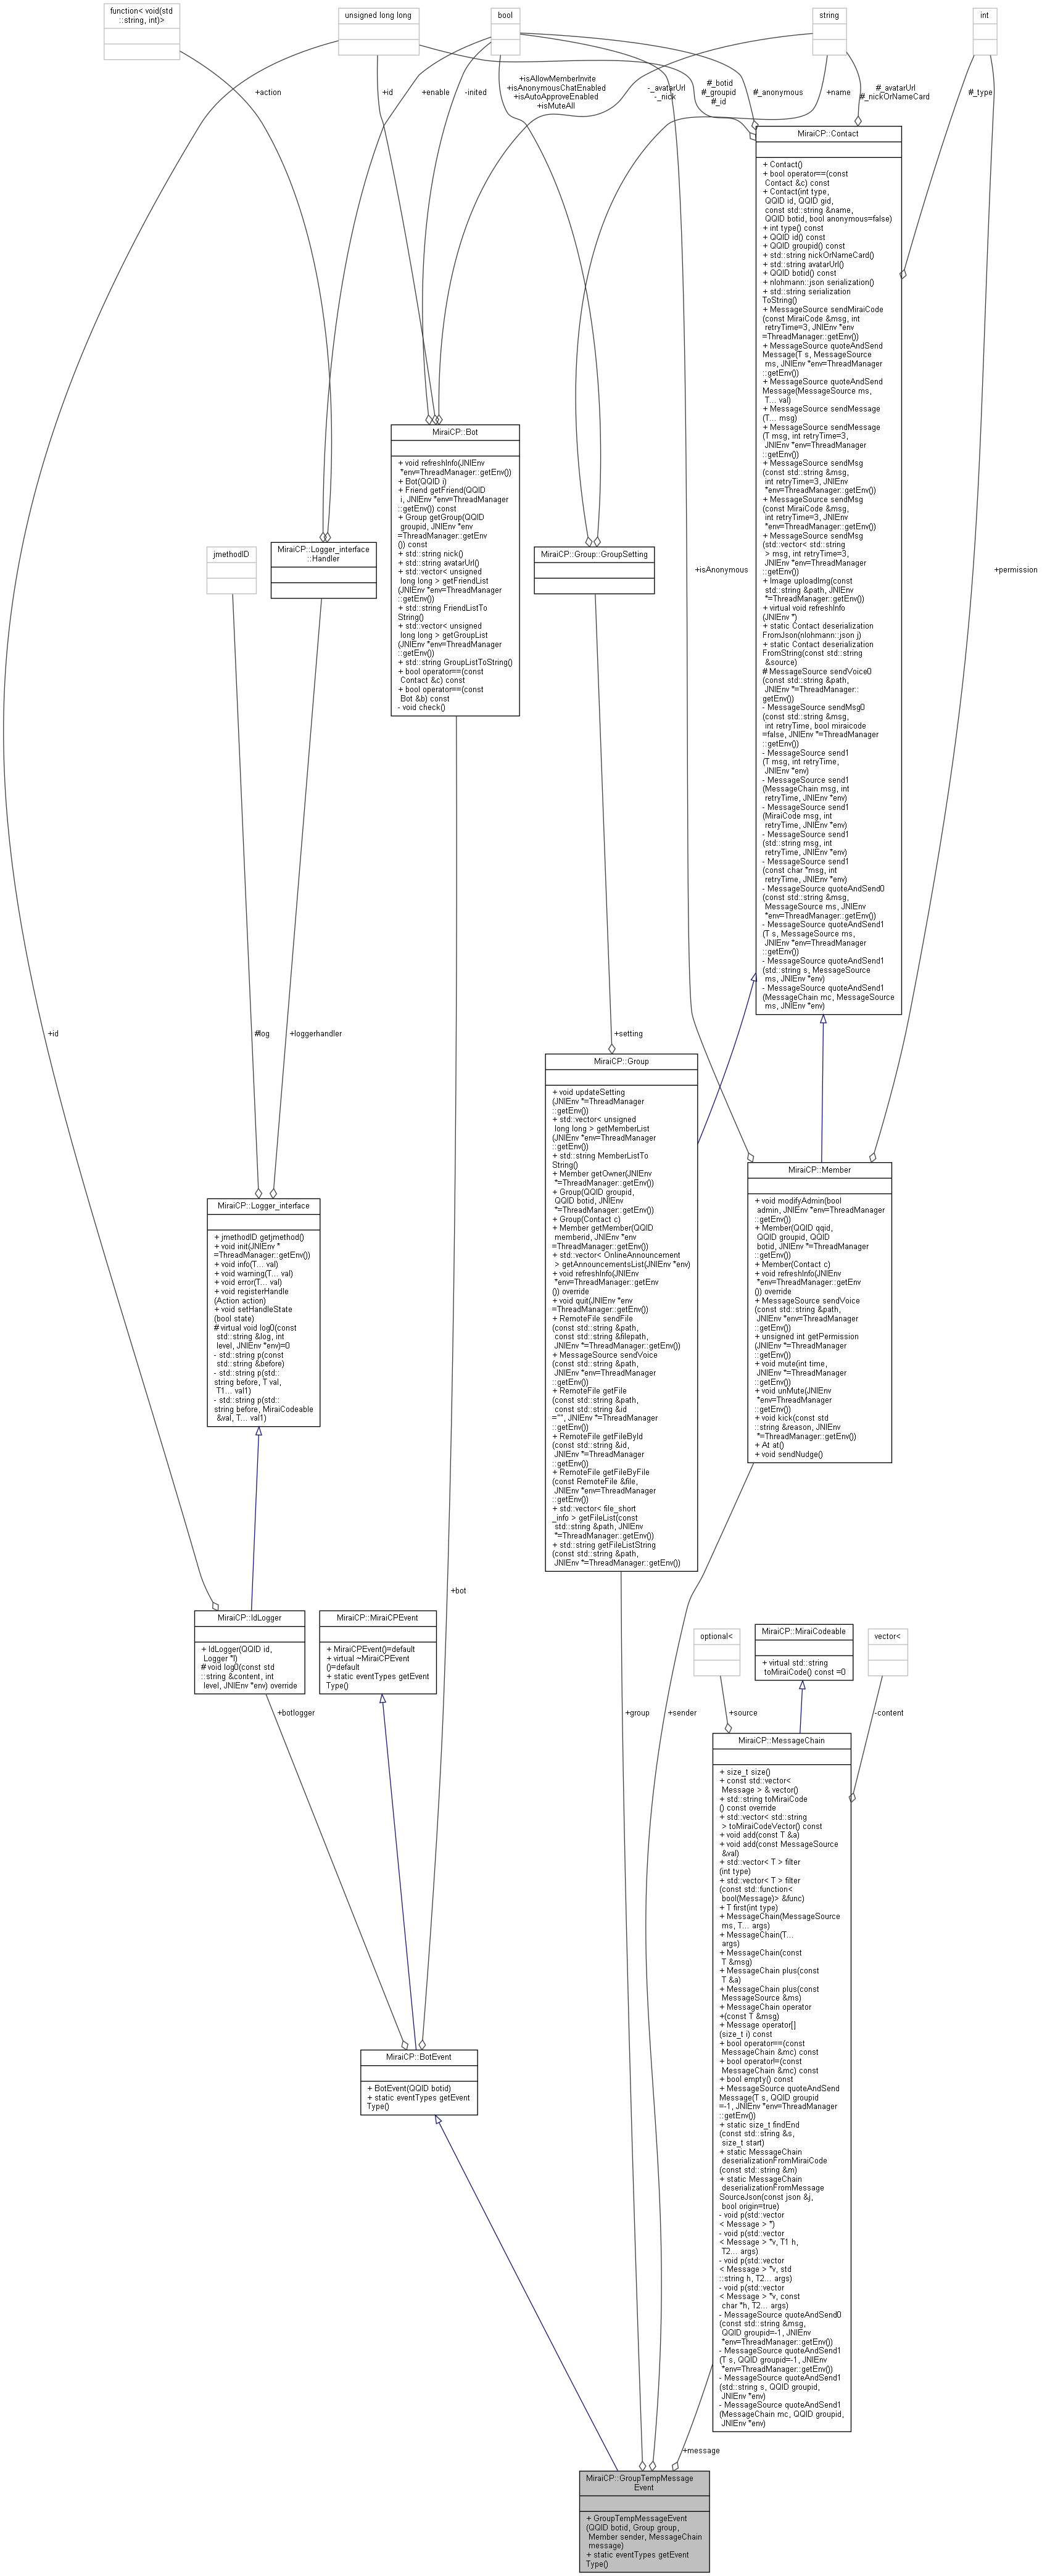 function< void(std
::string, int)>
unsigned long long
bool
string
int
+action
+id
+enable
-inited
+isAllowMemberInvite
+isAnonymousChatEnabled
+isAutoApproveEnabled
+isMuteAll
-_avatarUrl
-_nick
#_botid
#_groupid
#_id
#_anonymous
+name
#_avatarUrl
#_nickOrNameCard
#_type
MiraiCP::Contact
+ Contact()
+ bool operator==(const
Contact &c) const
+ Contact(int type,
QQID id, QQID gid,
const std::string &name,
QQID botid, bool anonymous=false)
+ int type() const
+ QQID id() const
+ QQID groupid() const
+ std::string nickOrNameCard()
+ std::string avatarUrl()
+ QQID botid() const
+ nlohmann::json serialization()
+ std::string serialization
ToString()
+ MessageSource sendMiraiCode
(const MiraiCode &msg, int
retryTime=3, JNIEnv *env
=ThreadManager::getEnv())
+ MessageSource quoteAndSend
Message(T s, MessageSource
ms, JNIEnv *env=ThreadManager
::getEnv())
+ MessageSource quoteAndSend
Message(MessageSource ms,
T... val)
+ MessageSource sendMessage
(T... msg)
+ MessageSource sendMessage
(T msg, int retryTime=3,
JNIEnv *env=ThreadManager
::getEnv())
+ MessageSource sendMsg
(const std::string &msg,
int retryTime=3, JNIEnv
*env=ThreadManager::getEnv())
+ MessageSource sendMsg
(const MiraiCode &msg,
int retryTime=3, JNIEnv
*env=ThreadManager::getEnv())
+ MessageSource sendMsg
(std::vector< std::string
> msg, int retryTime=3,
JNIEnv *env=ThreadManager
::getEnv())
+ Image uploadImg(const
std::string &path, JNIEnv
*=ThreadManager::getEnv())
+ virtual void refreshInfo
(JNIEnv *)
+ static Contact deserialization
FromJson(nlohmann::json j)
+ static Contact deserialization
FromString(const std::string
&source)
# MessageSource sendVoice0
(const std::string &path,
JNIEnv *=ThreadManager::
getEnv())
- MessageSource sendMsg0
(const std::string &msg,
int retryTime, bool miraicode
=false, JNIEnv *=ThreadManager
::getEnv())
- MessageSource send1
(T msg, int retryTime,
JNIEnv *env)
- MessageSource send1
(MessageChain msg, int
retryTime, JNIEnv *env)
- MessageSource send1
(MiraiCode msg, int
retryTime, JNIEnv *env)
- MessageSource send1
(std::string msg, int
retryTime, JNIEnv *env)
- MessageSource send1
(const char *msg, int
retryTime, JNIEnv *env)
- MessageSource quoteAndSend0
(const std::string &msg,
MessageSource ms, JNIEnv
*env=ThreadManager::getEnv())
- MessageSource quoteAndSend1
(T s, MessageSource ms,
JNIEnv *env=ThreadManager
::getEnv())
- MessageSource quoteAndSend1
(std::string s, MessageSource
ms, JNIEnv *env)
- MessageSource quoteAndSend1
(MessageChain mc, MessageSource
ms, JNIEnv *env)
MiraiCP::Bot
+ void refreshInfo(JNIEnv
*env=ThreadManager::getEnv())
+ Bot(QQID i)
+ Friend getFriend(QQID
i, JNIEnv *env=ThreadManager
::getEnv()) const
+ Group getGroup(QQID
groupid, JNIEnv *env
=ThreadManager::getEnv
()) const
+ std::string nick()
+ std::string avatarUrl()
+ std::vector< unsigned
long long > getFriendList
(JNIEnv *env=ThreadManager
::getEnv())
+ std::string FriendListTo
String()
+ std::vector< unsigned
long long > getGroupList
(JNIEnv *env=ThreadManager
::getEnv())
+ std::string GroupListToString()
+ bool operator==(const
Contact &c) const
+ bool operator==(const
Bot &b) const
- void check()
jmethodID
MiraiCP::Logger_interface
::Handler
MiraiCP::Group::GroupSetting
+isAnonymous
+permission
+id
#log
+loggerhandler
+setting
MiraiCP::Group
+ void updateSetting
(JNIEnv *=ThreadManager
::getEnv())
+ std::vector< unsigned
long long > getMemberList
(JNIEnv *env=ThreadManager
::getEnv())
+ std::string MemberListTo
String()
+ Member getOwner(JNIEnv
*=ThreadManager::getEnv())
+ Group(QQID groupid,
QQID botid, JNIEnv
*=ThreadManager::getEnv())
+ Group(Contact c)
+ Member getMember(QQID
memberid, JNIEnv *env
=ThreadManager::getEnv())
+ std::vector< OnlineAnnouncement
> getAnnouncementsList(JNIEnv *env)
+ void refreshInfo(JNIEnv
*env=ThreadManager::getEnv
()) override
+ void quit(JNIEnv *env
=ThreadManager::getEnv())
+ RemoteFile sendFile
(const std::string &path,
const std::string &filepath,
JNIEnv *=ThreadManager::getEnv())
+ MessageSource sendVoice
(const std::string &path,
JNIEnv *env=ThreadManager
::getEnv())
+ RemoteFile getFile
(const std::string &path,
const std::string &id
="", JNIEnv *=ThreadManager
::getEnv())
+ RemoteFile getFileById
(const std::string &id,
JNIEnv *=ThreadManager
::getEnv())
+ RemoteFile getFileByFile
(const RemoteFile &file,
JNIEnv *env=ThreadManager
::getEnv())
+ std::vector< file_short
_info > getFileList(const
std::string &path, JNIEnv
*=ThreadManager::getEnv())
+ std::string getFileListString
(const std::string &path,
JNIEnv *=ThreadManager::getEnv())
MiraiCP::Member
+ void modifyAdmin(bool
admin, JNIEnv *env=ThreadManager
::getEnv())
+ Member(QQID qqid,
QQID groupid, QQID
botid, JNIEnv *=ThreadManager
::getEnv())
+ Member(Contact c)
+ void refreshInfo(JNIEnv
*env=ThreadManager::getEnv
()) override
+ MessageSource sendVoice
(const std::string &path,
JNIEnv *env=ThreadManager
::getEnv())
+ unsigned int getPermission
(JNIEnv *=ThreadManager
::getEnv())
+ void mute(int time,
JNIEnv *=ThreadManager
::getEnv())
+ void unMute(JNIEnv
*env=ThreadManager
::getEnv())
+ void kick(const std
::string &reason, JNIEnv
*=ThreadManager::getEnv())
+ At at()
+ void sendNudge()
MiraiCP::Logger_interface
+ jmethodID getjmethod()
+ void init(JNIEnv *
=ThreadManager::getEnv())
+ void info(T... val)
+ void warning(T... val)
+ void error(T... val)
+ void registerHandle
(Action action)
+ void setHandleState
(bool state)
# virtual void log0(const
std::string &log, int
level, JNIEnv *env)=0
- std::string p(const
std::string &before)
- std::string p(std::
string before, T val,
T1... val1)
- std::string p(std::
string before, MiraiCodeable
&val, T... val1)
+bot
MiraiCP::IdLogger
+ IdLogger(QQID id,
Logger *l)
# void log0(const std
::string &content, int
level, JNIEnv *env) override
MiraiCP::MiraiCPEvent
+ MiraiCPEvent()=default
+ virtual ~MiraiCPEvent
()=default
+ static eventTypes getEvent
Type()
optional<
MiraiCP::MiraiCodeable
+ virtual std::string
toMiraiCode() const =0
vector<
+botlogger
+group
+sender
+source
-content
MiraiCP::MessageChain
+ size_t size()
+ const std::vector<
Message > & vector()
+ std::string toMiraiCode
() const override
+ std::vector< std::string
> toMiraiCodeVector() const
+ void add(const T &a)
+ void add(const MessageSource
&val)
+ std::vector< T > filter
(int type)
+ std::vector< T > filter
(const std::function<
bool(Message)> &func)
+ T first(int type)
+ MessageChain(MessageSource
ms, T... args)
+ MessageChain(T...
args)
+ MessageChain(const
T &msg)
+ MessageChain plus(const
T &a)
+ MessageChain plus(const
MessageSource &ms)
+ MessageChain operator
+(const T &msg)
+ Message operator[]
(size_t i) const
+ bool operator==(const
MessageChain &mc) const
+ bool operator!=(const
MessageChain &mc) const
+ bool empty() const
+ MessageSource quoteAndSend
Message(T s, QQID groupid
=-1, JNIEnv *env=ThreadManager
::getEnv())
+ static size_t findEnd
(const std::string &s,
size_t start)
+ static MessageChain
deserializationFromMiraiCode
(const std::string &m)
+ static MessageChain
deserializationFromMessage
SourceJson(const json &j,
bool origin=true)
- void p(std::vector
< Message > *)
- void p(std::vector
< Message > *v, T1 h,
T2... args)
- void p(std::vector
< Message > *v, std
::string h, T2... args)
- void p(std::vector
< Message > *v, const
char *h, T2... args)
- MessageSource quoteAndSend0
(const std::string &msg,
QQID groupid=-1, JNIEnv
*env=ThreadManager::getEnv())
- MessageSource quoteAndSend1
(T s, QQID groupid=-1, JNIEnv
*env=ThreadManager::getEnv())
- MessageSource quoteAndSend1
(std::string s, QQID groupid,
JNIEnv *env)
- MessageSource quoteAndSend1
(MessageChain mc, QQID groupid,
JNIEnv *env)
MiraiCP::BotEvent
+ BotEvent(QQID botid)
+ static eventTypes getEvent
Type()
+message
MiraiCP::GroupTempMessage
Event
+ GroupTempMessageEvent
(QQID botid, Group group,
Member sender, MessageChain
message)
+ static eventTypes getEvent
Type()